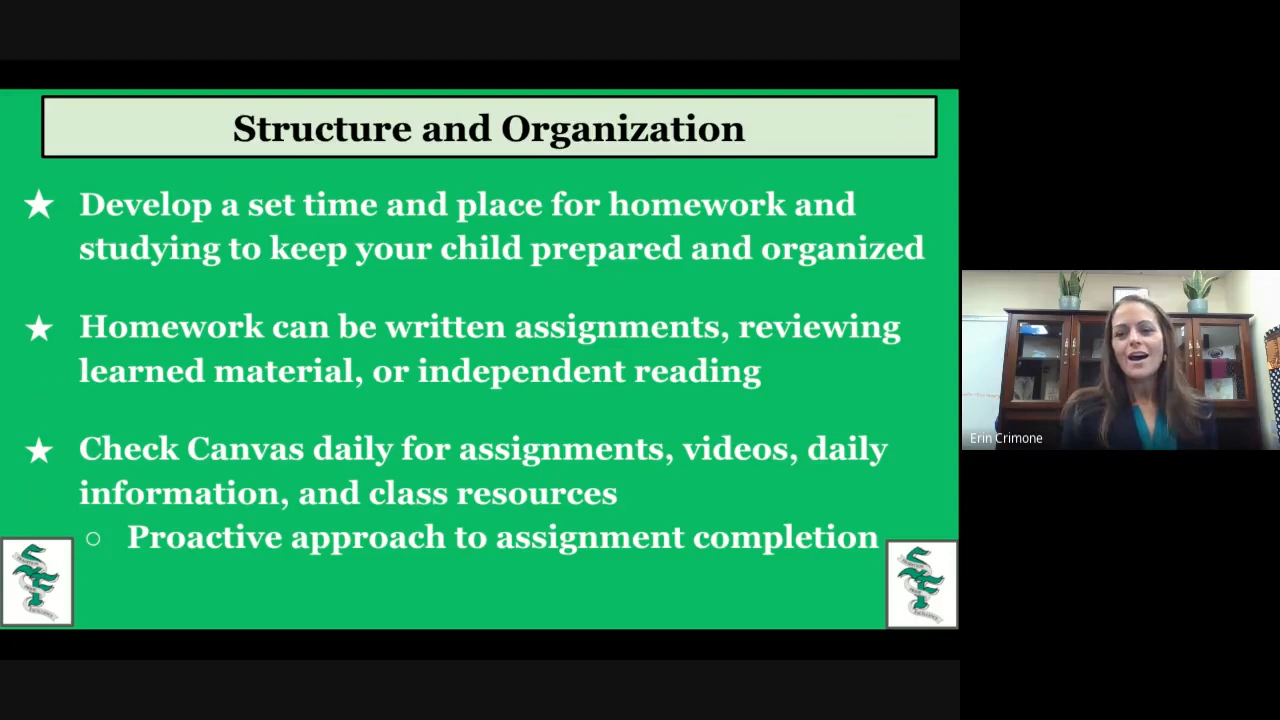 Structure and Organization
★ Develop a set time and place for homework and
studying to keep your child prepared and organized
★ Homework can be written assignments, reviewing
learned material, or independent reading
★ Check Canvas daily for assignments, videos, daily
information, and class resources
○ Proactive approach to assignment completion
Erin Crimone